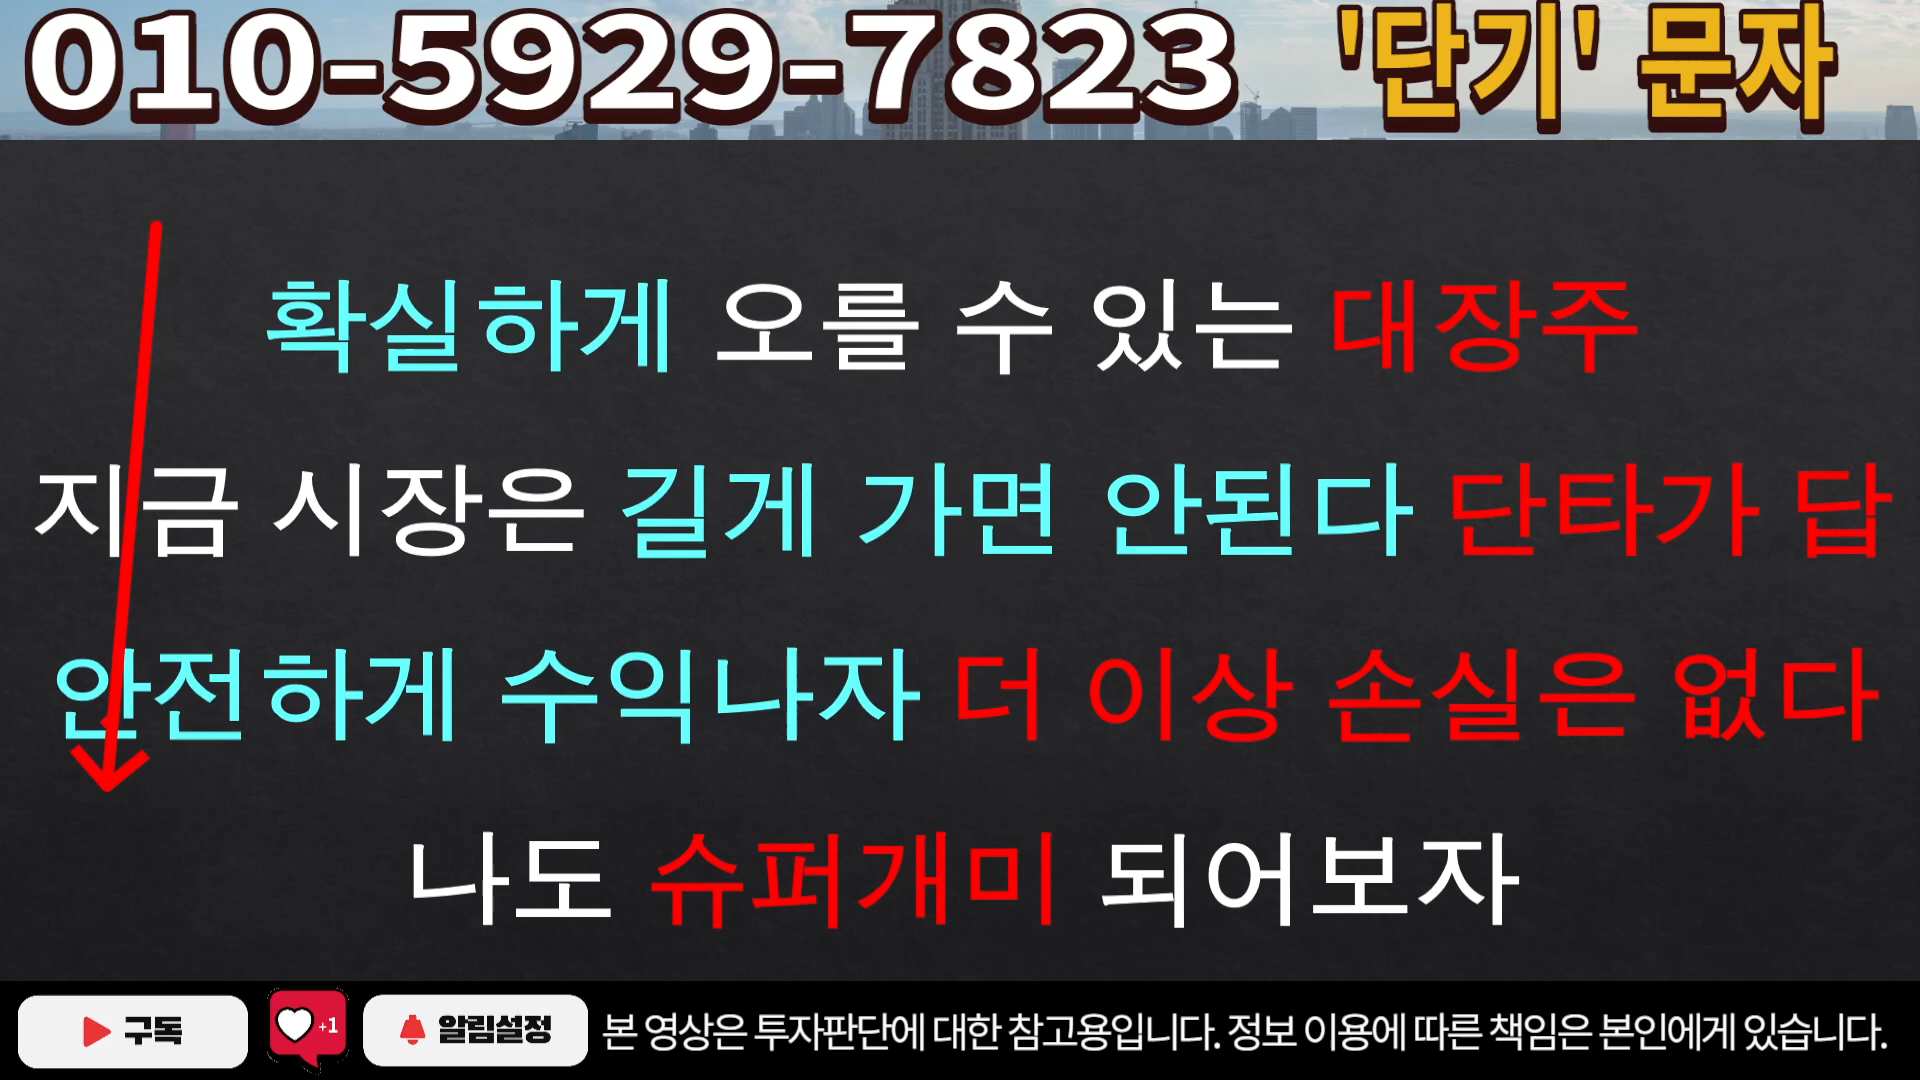 010-5929-7823 '단기' 문자
확실하게 오를 수 있는 대장주
지금 시장은 길게 가면 안된다 단타가 답
안전하게 수익나자 더 이상 손실은 없다
나도 슈퍼개미 되어보자
구독 +1 알림설정 본 영상은 투자판단에 대한 참고용입니다. 정보 이용에 따른 책임은 본인에게 있습니다.